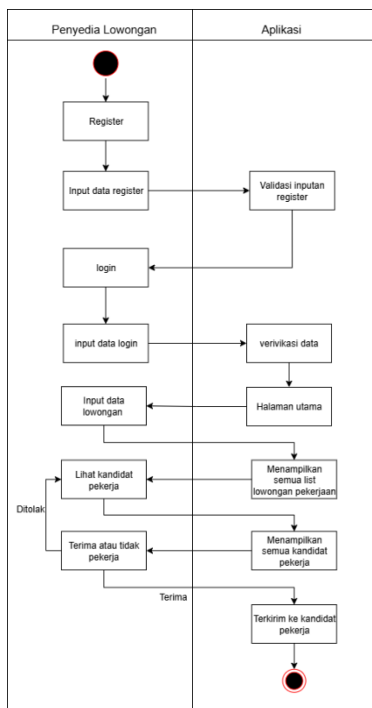 Penyedia Lowongan
Aplikasi
Register
Input data register
Validasi inputan
register
login
input data login
verivikasi data
Input data
lowongan
Halaman utama
Lihat kandidat
pekerja
Menampilkan
semua list
lowongan pekerjaan
Ditolak
Terima atau tidak
pekerja
Menampilkan
semua kandidat
pekerja
Terima
Terkirim ke kandidat
pekerja